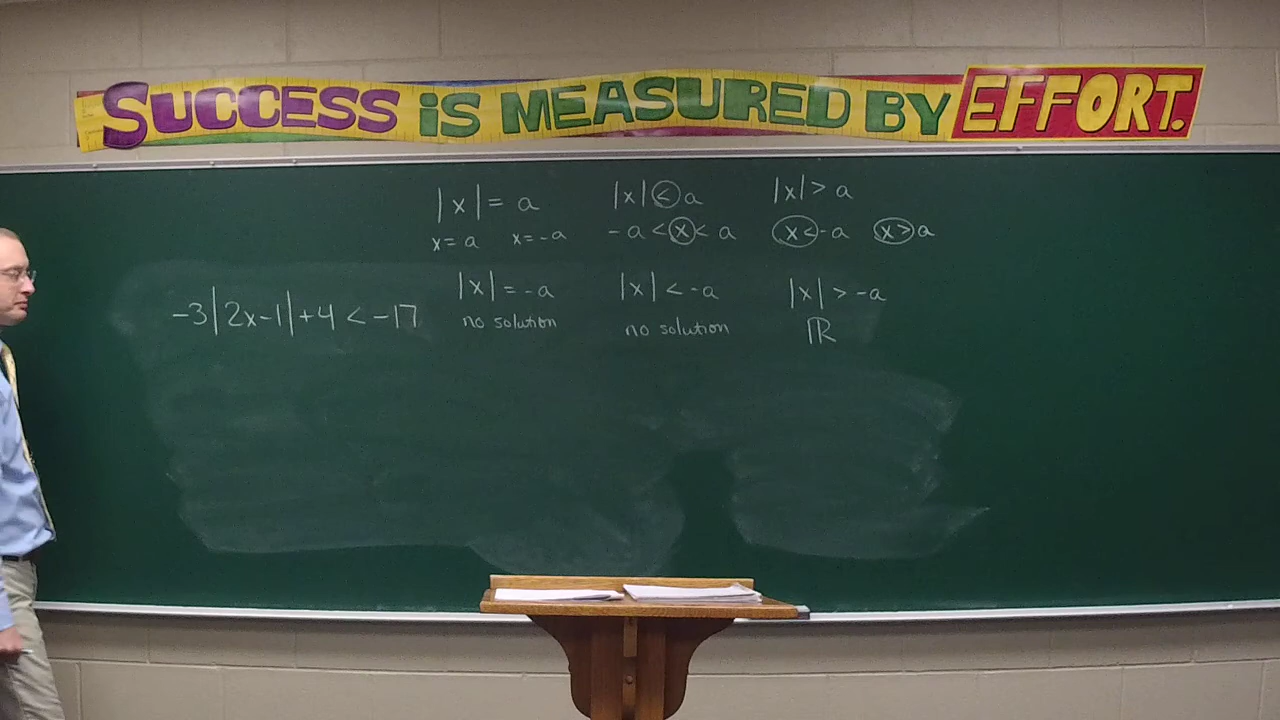 SUCCESS iS MEASURED BY EFFORT.
|x| = a
|x| < a
|x| > a
x = a x = -a
-a < x < a
x < -a x > a
-3|2x-1|+4 < -17
|x| = -a
|x| < -a
|x| > -a
no solution
no solution
ℝ